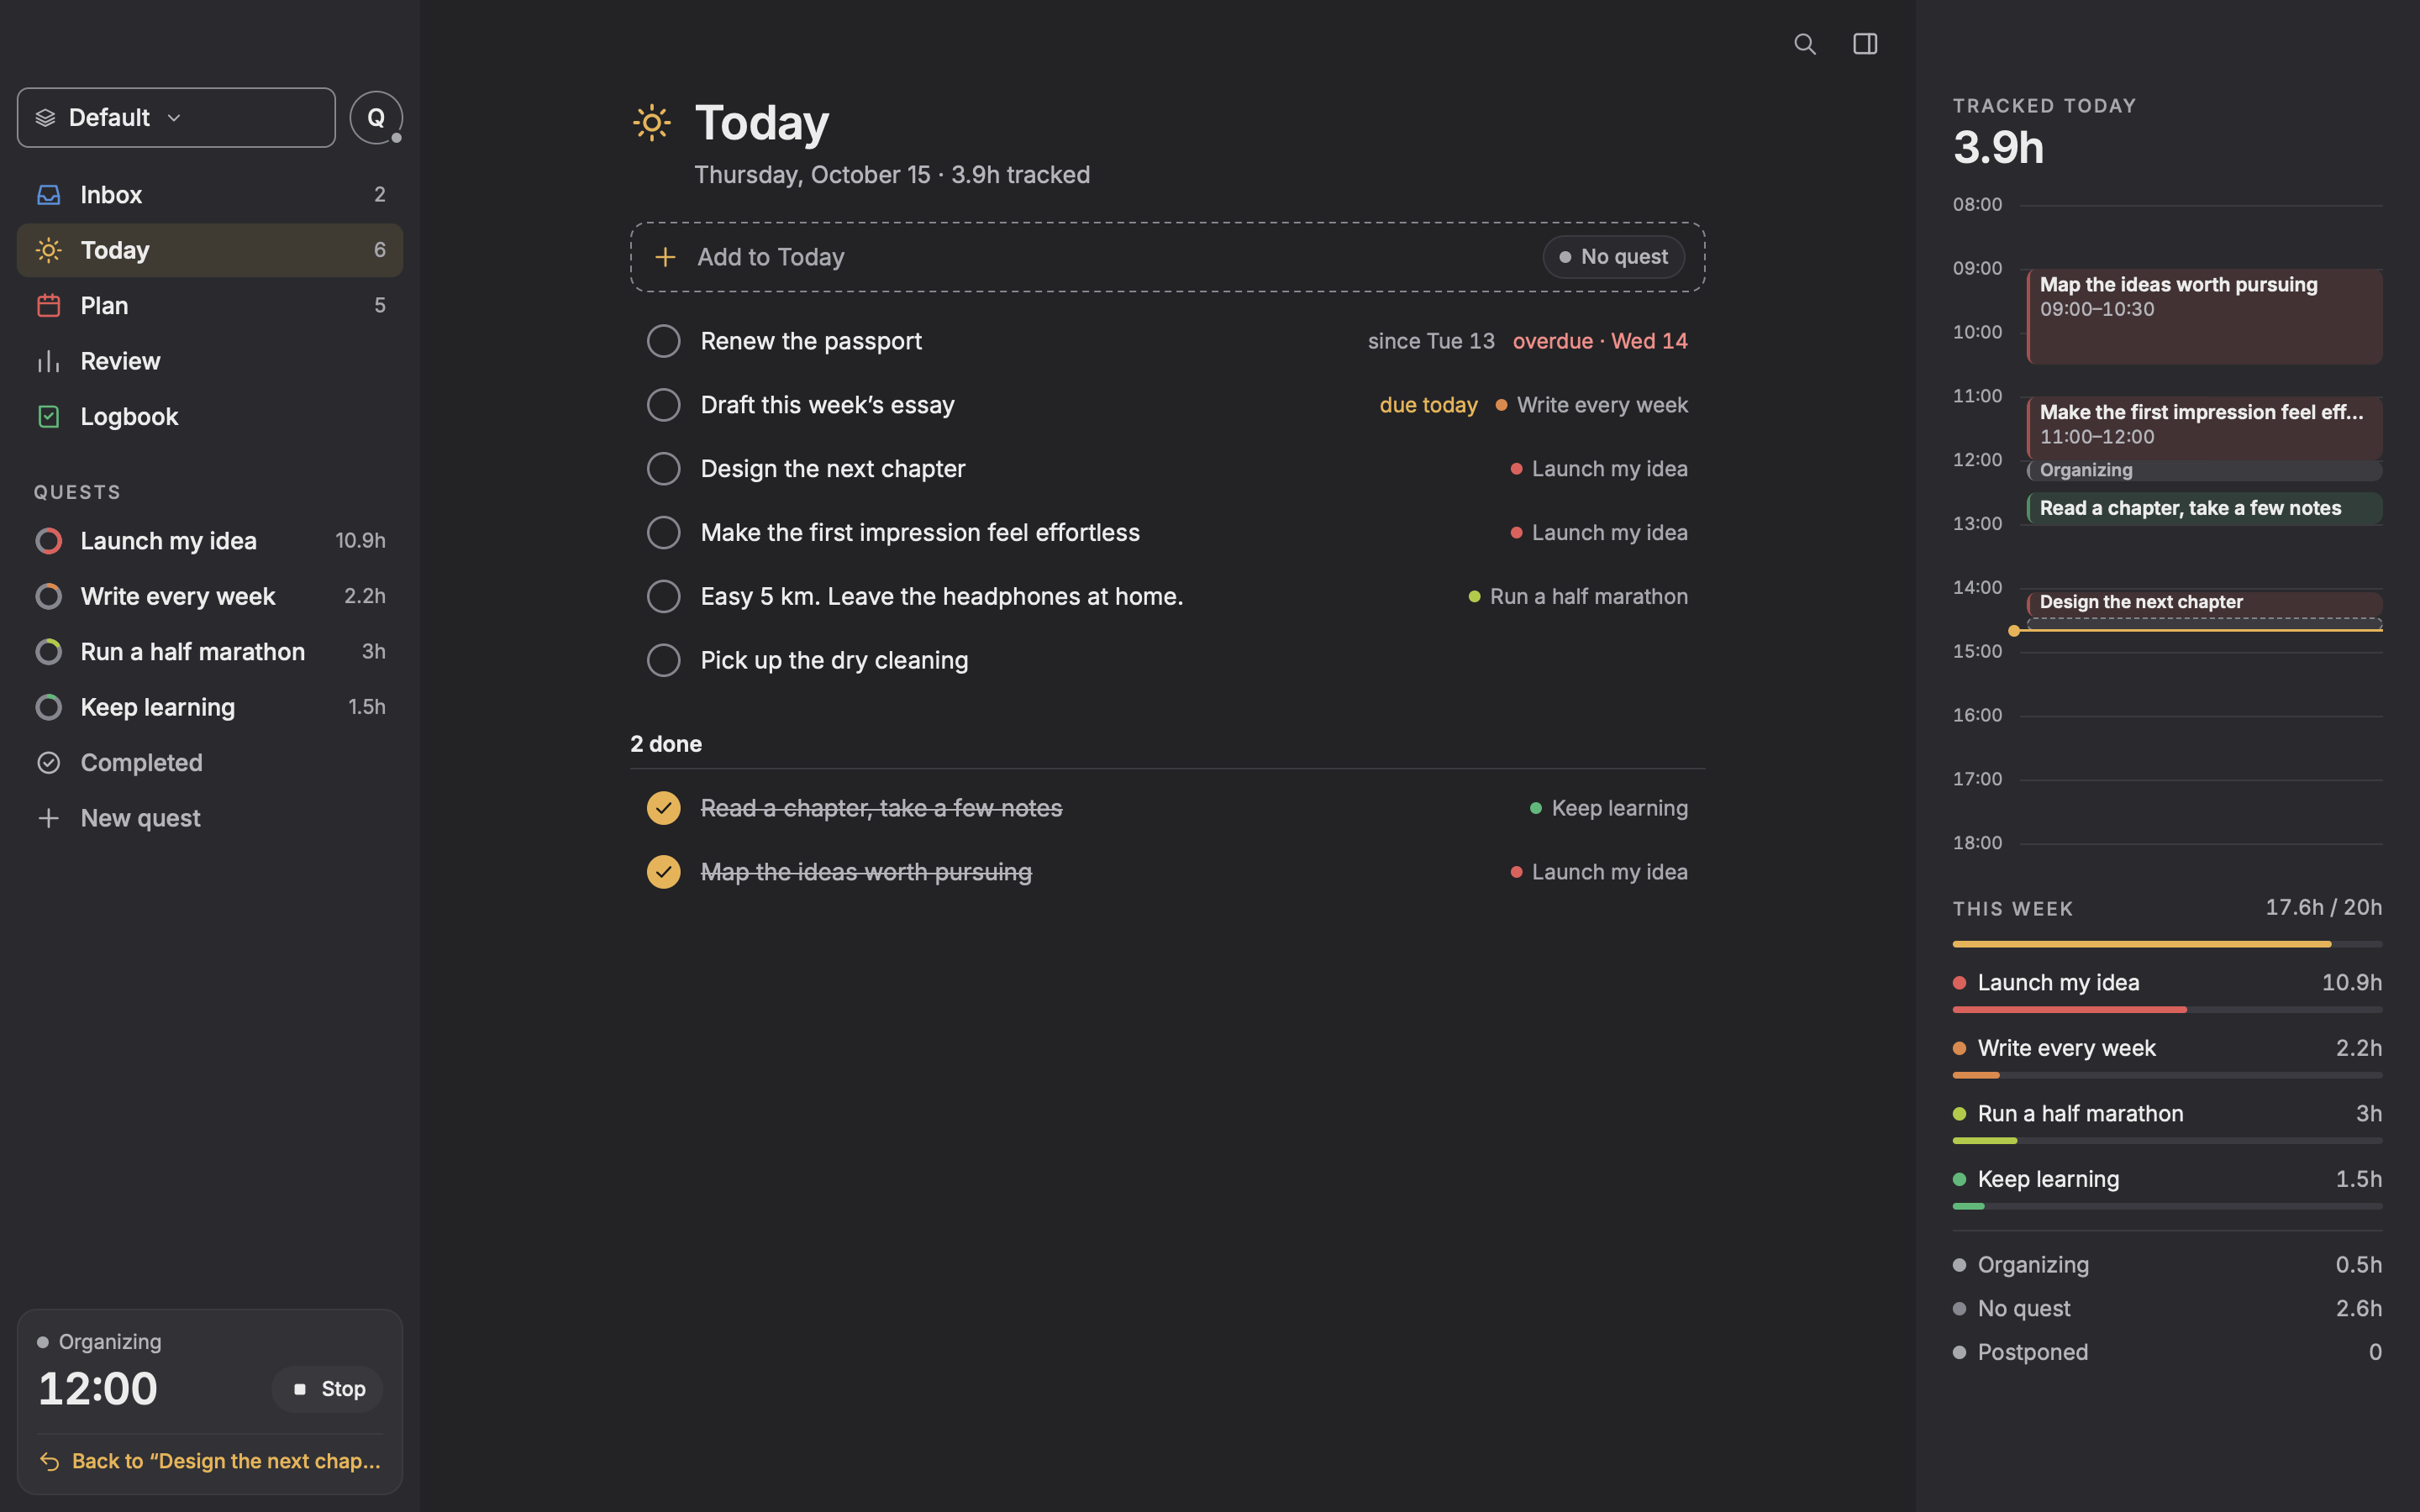 Default
Q
Inbox 2
Today 6
Plan 5
Review
Logbook
QUESTS
Launch my idea 10.9h
Write every week 2.2h
Run a half marathon 3h
Keep learning 1.5h
Completed
New quest
Organizing
12:00 Stop
Back to “Design the next chap...
Today
Thursday, October 15 · 3.9h tracked
Add to Today No quest
Renew the passport since Tue 13 overdue · Wed 14
Draft this week’s essay due today Write every week
Design the next chapter Launch my idea
Make the first impression feel effortless Launch my idea
Easy 5 km. Leave the headphones at home. Run a half marathon
Pick up the dry cleaning
2 done
Read a chapter, take a few notes Keep learning
Map the ideas worth pursuing Launch my idea
TRACKED TODAY
3.9h
08:00
09:00
Map the ideas worth pursuing
09:00–10:30
10:00
11:00
Make the first impression feel eff...
11:00–12:00
12:00
Organizing
Read a chapter, take a few notes
13:00
14:00
Design the next chapter
15:00
16:00
17:00
18:00
THIS WEEK 17.6h / 20h
Launch my idea 10.9h
Write every week 2.2h
Run a half marathon 3h
Keep learning 1.5h
Organizing 0.5h
No quest 2.6h
Postponed 0